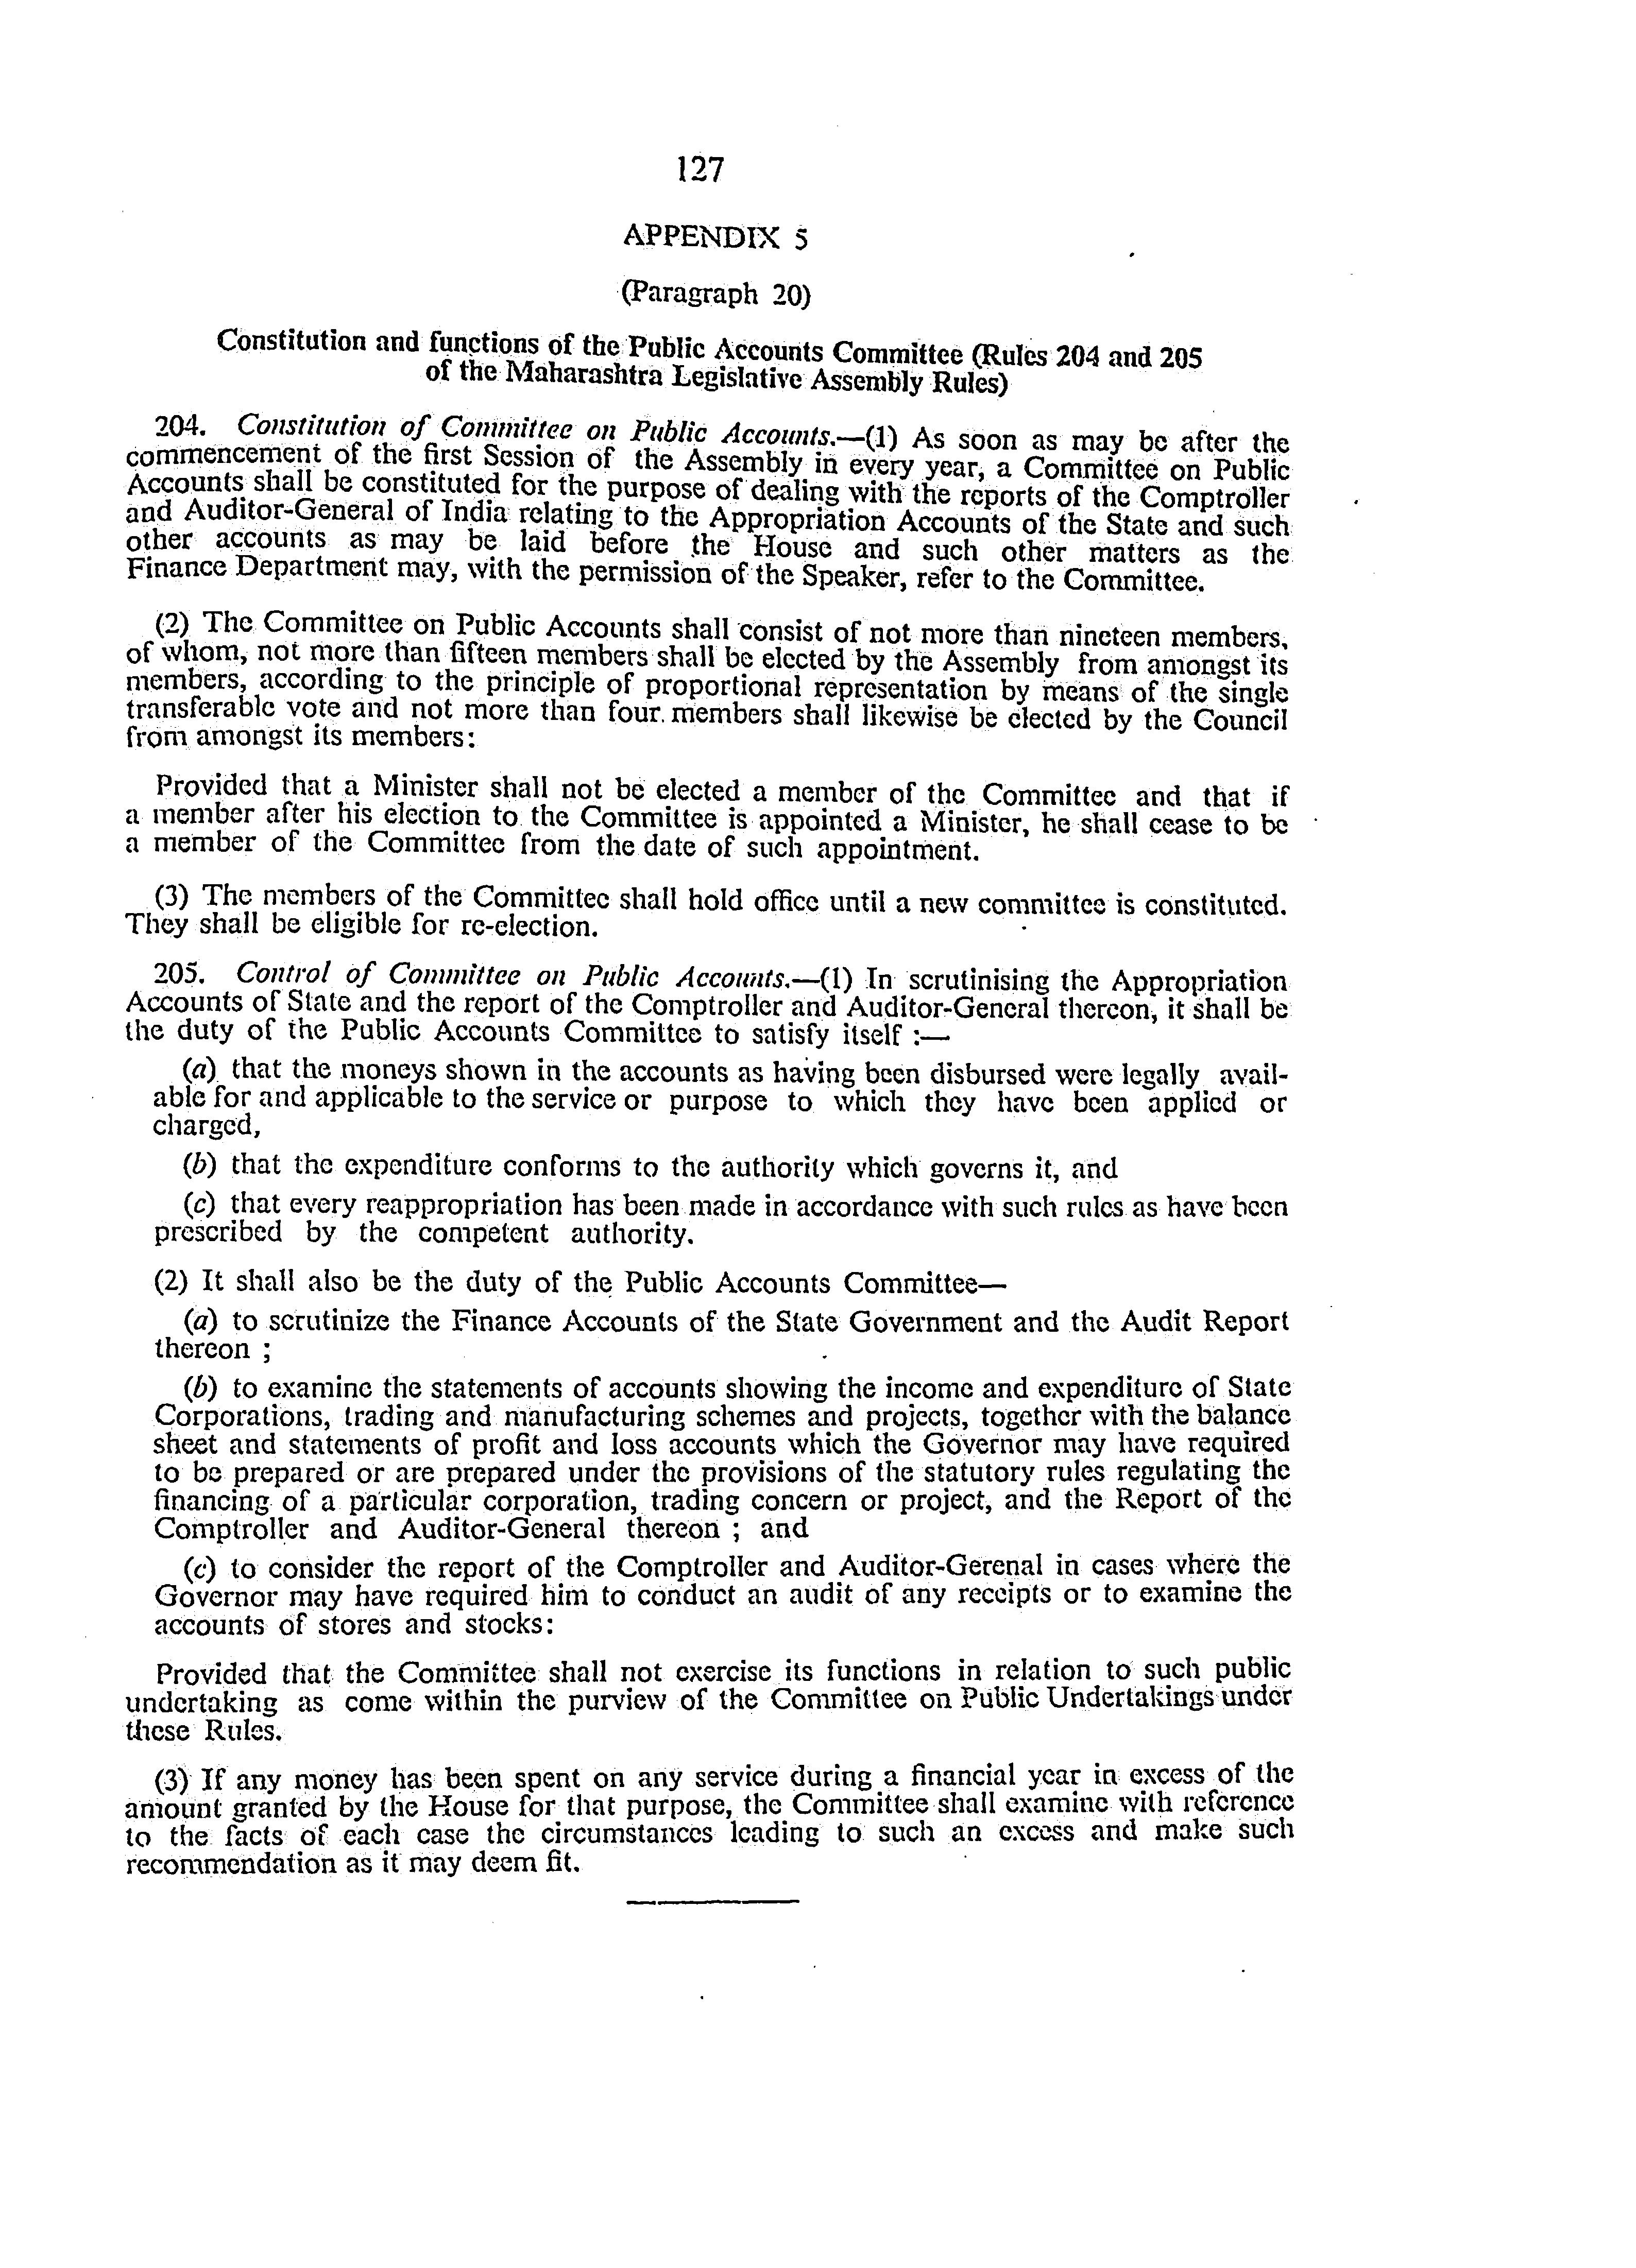 127
APPENDIX 5
(Paragraph 20)
Constitution and functions of the Public Accounts Committee (Rules 204 and 205
of the Maharashtra Legislative Assembly Rules)
204. Constitution of Committee on Public Accounts.—(1) As soon as may be after the
commencement of the first Session of the Assembly in every year, a Committee on Public
Accounts shall be constituted for the purpose of dealing with the reports of the Comptroller
and Auditor-General of India relating to the Appropriation Accounts of the State and such
other accounts as may be laid before the House and such other matters as the
Finance Department may, with the permission of the Speaker, refer to the Committee.
(2) The Committee on Public Accounts shall consist of not more than nineteen members,
of whom, not more than fifteen members shall be elected by the Assembly from amongst its
members, according to the principle of proportional representation by means of the single
transferable vote and not more than four. members shall likewise be elected by the Council
from amongst its members:
Provided that a Minister shall not be elected a member of the Committee and that if
a member after his election to the Committee is appointed a Minister, he shall cease to be
a member of the Committee from the date of such appointment.
(3) The members of the Committee shall hold office until a new committee is constituted.
They shall be eligible for re-election.
205. Control of Committee on Public Accounts.—(1) In scrutinising the Appropriation
Accounts of State and the report of the Comptroller and Auditor-General thereon, it shall be
the duty of the Public Accounts Committee to satisfy itself :—
(a) that the moneys shown in the accounts as having been disbursed were legally avail-
able for and applicable to the service or purpose to which they have been applied or
charged,
(b) that the expenditure conforms to the authority which governs it, and
(c) that every reappropriation has been made in accordance with such rules as have been
prescribed by the competent authority.
(2) It shall also be the duty of the Public Accounts Committee—
(a) to scrutinize the Finance Accounts of the State Government and the Audit Report
thereon ;
(b) to examine the statements of accounts showing the income and expenditure of State
Corporations, trading and manufacturing schemes and projects, together with the balance
sheet and statements of profit and loss accounts which the Governor may have required
to be prepared or are prepared under the provisions of the statutory rules regulating the
financing of a particular corporation, trading concern or project, and the Report of the
Comptroller and Auditor-General thereon ; and
(c) to consider the report of the Comptroller and Auditor-Gerenal in cases where the
Governor may have required him to conduct an audit of any receipts or to examine the
accounts of stores and stocks:
Provided that the Committee shall not exercise its functions in relation to such public
undertaking as come within the purview of the Committee on Public Undertakings under
these Rules.
(3) If any money has been spent on any service during a financial year in excess of the
amount granted by the House for that purpose, the Committee shall examine with reference
to the facts of each case the circumstances leading to such an excess and make such
recommendation as it may deem fit.